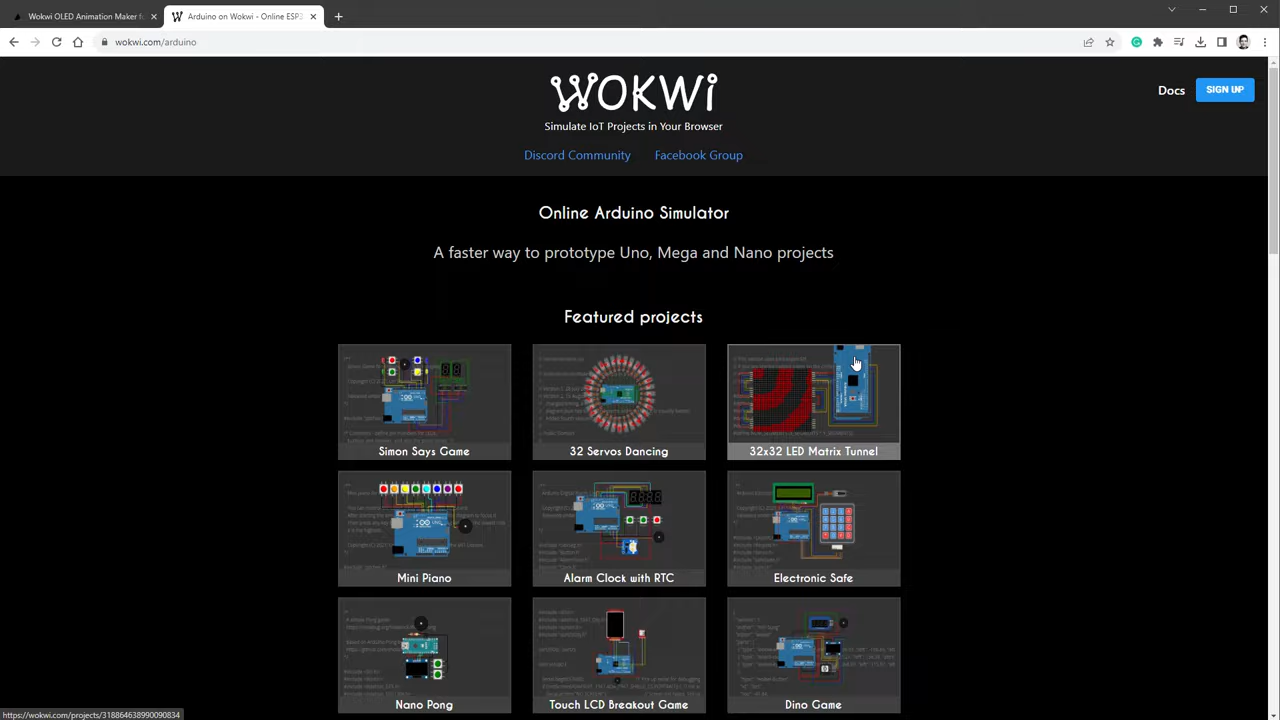 Wokwi OLED Animation Maker f
Arduino on Wokwi - Online ESP3
wokwi.com/arduino
WOKWi
Simulate IoT Projects in Your Browser
Docs
SIGN UP
Discord Community
Facebook Group
Online Arduino Simulator
A faster way to prototype Uno, Mega and Nano projects
Featured projects
Simon Says Game
32 Servos Dancing
32x32 LED Matrix Tunnel
Mini Piano
Alarm Clock with RTC
Electronic Safe
Nano Pong
Touch LCD Breakout Game
Dino Game
https://wokwi.com/projects/318864638990090834